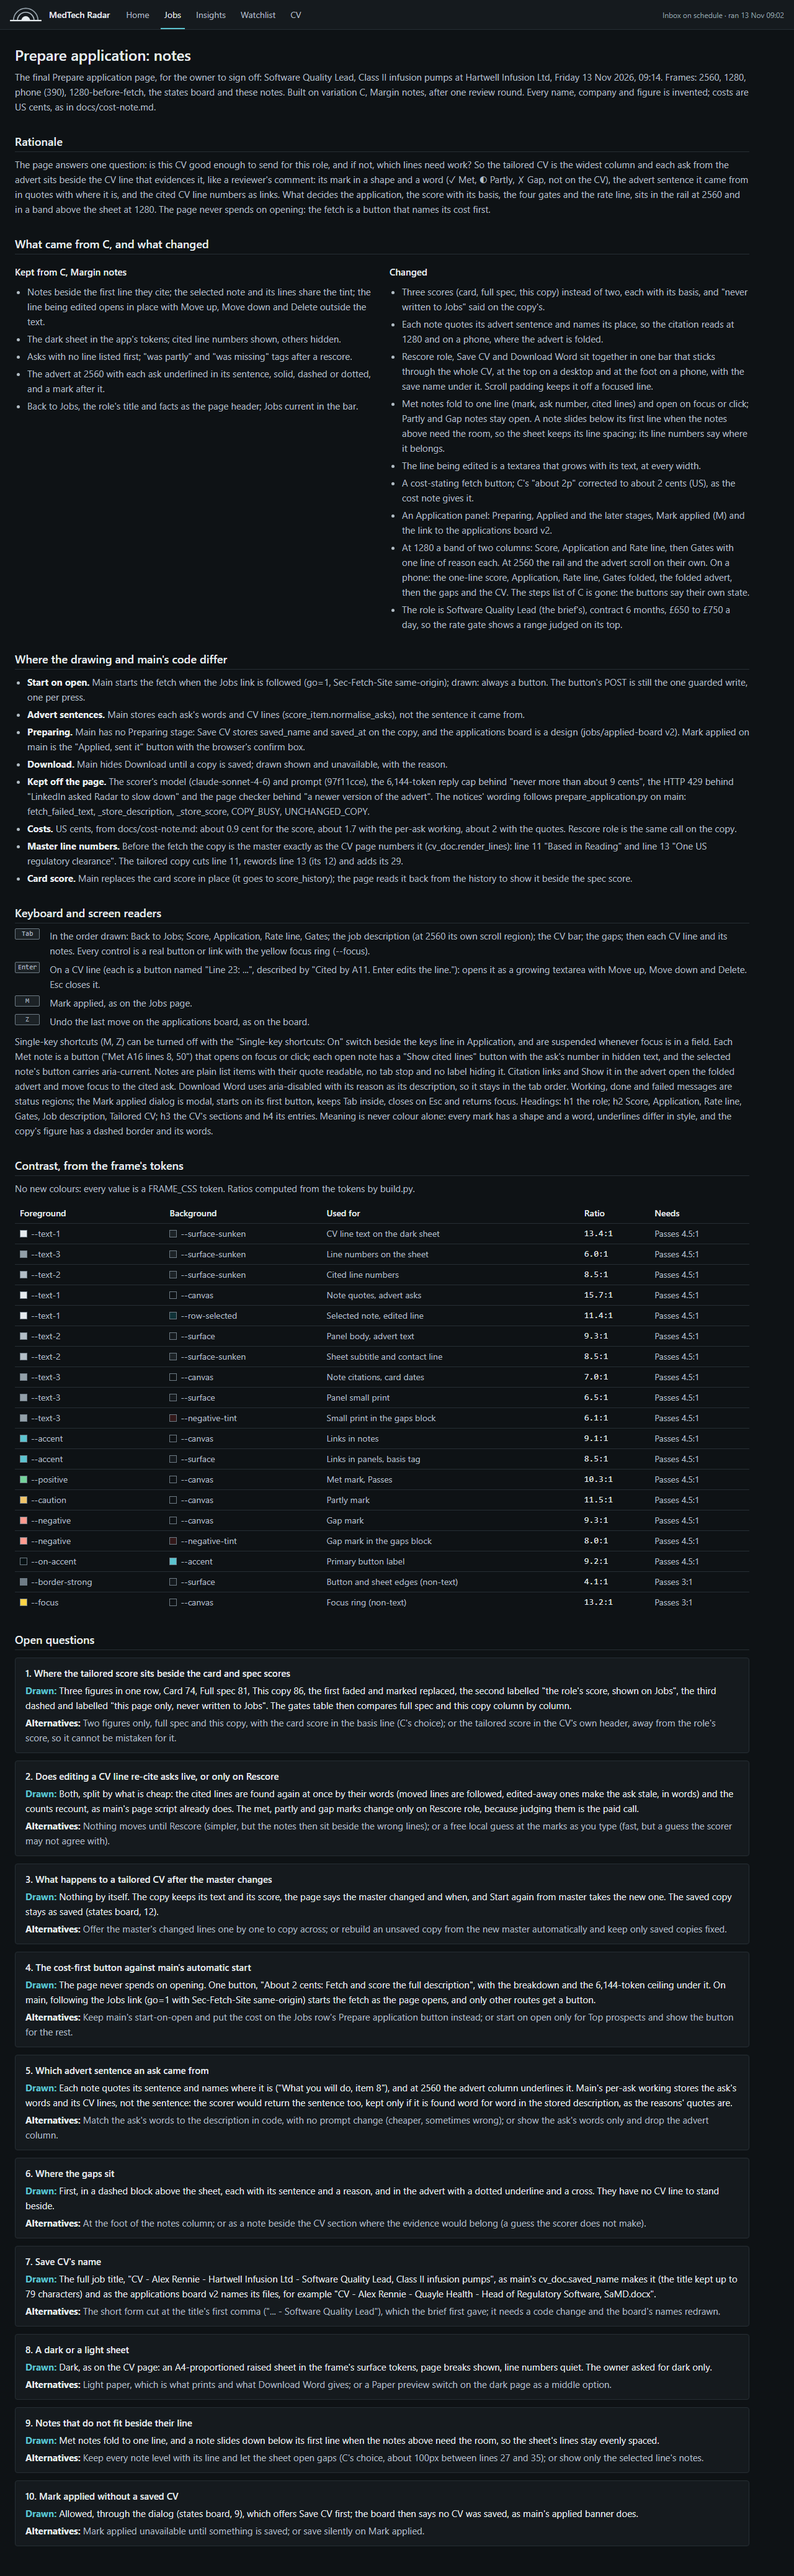 MedTech Radar Home Jobs Insights Watchlist CV Inbox on schedule · ran 13 Nov 09:02
Prepare application: notes
The final Prepare application page, for the owner to sign off: Software Quality Lead, Class II infusion pumps at Hartwell Infusion Ltd, Friday 13 Nov 2026, 09:14. Frames: 2560, 1280,
phone (390), 1280-before-fetch, the states board and these notes. Built on variation C, Margin notes, after one review round. Every name, company and figure is invented; costs are
US cents, as in docs/cost-note.md.
Rationale
The page answers one question: is this CV good enough to send for this role, and if not, which lines need work? So the tailored CV is the widest column and each ask from the
advert sits beside the CV line that evidences it, like a reviewer's comment: its mark in a shape and a word (✓ Met, ◐ Partly, ✗ Gap, not on the CV), the advert sentence it came from
in quotes with where it is, and the cited CV line numbers as links. What decides the application, the score with its basis, the four gates and the rate line, sits in the rail at 2560 and
in a band above the sheet at 1280. The page never spends on opening: the fetch is a button that names its cost first.
What came from C, and what changed
Kept from C, Margin notes
• Notes beside the first line they cite; the selected note and its lines share the tint; the
line being edited opens in place with Move up, Move down and Delete outside the
text.
• The dark sheet in the app's tokens; cited line numbers shown, others hidden.
• Asks with no line listed first; "was partly" and "was missing" tags after a rescore.
• The advert at 2560 with each ask underlined in its sentence, solid, dashed or dotted,
and a mark after it.
• Back to Jobs, the role's title and facts as the page header; Jobs current in the bar.
Changed
• Three scores (card, full spec, this copy) instead of two, each with its basis, and "never
written to Jobs" said on the copy's.
• Each note quotes its advert sentence and names its place, so the citation reads at
1280 and on a phone, where the advert is folded.
• Rescore role, Save CV and Download Word sit together in one bar that sticks
through the whole CV, at the top on a desktop and at the foot on a phone, with the
save name under it. Scroll padding keeps it off a focused line.
• Met notes fold to one line (mark, ask number, cited lines) and open on focus or click;
Partly and Gap notes stay open. A note slides below its first line when the notes
above need the room, so the sheet keeps its line spacing; its line numbers say where
it belongs.
• The line being edited is a textarea that grows with its text, at every width.
• A cost-stating fetch button; C's "about 2p" corrected to about 2 cents (US), as the
cost note gives it.
• An Application panel: Preparing, Applied and the later stages, Mark applied (M) and
the link to the applications board v2.
• At 1280 a band of two columns: Score, Application and Rate line, then Gates with
one line of reason each. At 2560 the rail and the advert scroll on their own. On a
phone: the one-line score, Application, Rate line, Gates folded, the folded advert,
then the gaps and the CV. The steps list of C is gone: the buttons say their own state.
• The role is Software Quality Lead (the brief's), contract 6 months, £650 to £750 a
day, so the rate gate shows a range judged on its top.
Where the drawing and main's code differ
• Start on open. Main starts the fetch when the Jobs link is followed (go=1, Sec-Fetch-Site same-origin); drawn: always a button. The button's POST is still the one guarded write,
one per press.
• Advert sentences. Main stores each ask's words and CV lines (score_item.normalise_asks), not the sentence it came from.
• Preparing. Main has no Preparing stage: Save CV stores saved_name and saved_at on the copy, and the applications board is a design (jobs/applied-board v2). Mark applied on
main is the "Applied, sent it" button with the browser's confirm box.
• Download. Main hides Download until a copy is saved; drawn shown and unavailable, with the reason.
• Kept off the page. The scorer's model (claude-sonnet-4-6) and prompt (97f11cce), the 6,144-token reply cap behind "never more than about 9 cents", the HTTP 429 behind
"LinkedIn asked Radar to slow down" and the page checker behind "a newer version of the advert". The notices' wording follows prepare_application.py on main:
fetch_failed_text, _store_description, _store_score, COPY_BUSY, UNCHANGED_COPY.
• Costs. US cents, from docs/cost-note.md: about 0.9 cent for the score, about 1.7 with the per-ask working, about 2 with the quotes. Rescore role is the same call on the copy.
• Master line numbers. Before the fetch the copy is the master exactly as the CV page numbers it (cv_doc.render_lines): line 11 "Based in Reading" and line 13 "One US
regulatory clearance". The tailored copy cuts line 11, rewords line 13 (its 12) and adds its 29.
• Card score. Main replaces the card score in place (it goes to score_history); the page reads it back from the history to show it beside the spec score.
Keyboard and screen readers
Tab In the order drawn: Back to Jobs; Score, Application, Rate line, Gates; the job description (at 2560 its own scroll region); the CV bar; the gaps; then each CV line and its
notes. Every control is a real button or link with the yellow focus ring (--focus).
Enter On a CV line (each is a button named "Line 23: ...", described by "Cited by A11. Enter edits the line."): opens it as a growing textarea with Move up, Move down and Delete.
Esc closes it.
M Mark applied, as on the Jobs page.
Z Undo the last move on the applications board, as on the board.
Single-key shortcuts (M, Z) can be turned off with the "Single-key shortcuts: On" switch beside the keys line in Application, and are suspended whenever focus is in a field. Each
Met note is a button ("Met A16 lines 8, 50") that opens on focus or click; each open note has a "Show cited lines" button with the ask's number in hidden text, and the selected
note's button carries aria-current. Notes are plain list items with their quote readable, no tab stop and no label hiding it. Citation links and Show it in the advert open the folded
advert and move focus to the cited ask. Download Word uses aria-disabled with its reason as its description, so it stays in the tab order. Working, done and failed messages are
status regions; the Mark applied dialog is modal, starts on its first button, keeps Tab inside, closes on Esc and returns focus. Headings: h1 the role; h2 Score, Application, Rate line,
Gates, Job description, Tailored CV; h3 the CV's sections and h4 its entries. Meaning is never colour alone: every mark has a shape and a word, underlines differ in style, and the
copy's figure has a dashed border and its words.
Contrast, from the frame's tokens
No new colours: every value is a FRAME_CSS token. Ratios computed from the tokens by build.py.
Foreground Background Used for Ratio Needs
--text-1 --surface-sunken CV line text on the dark sheet 13.4:1 Passes 4.5:1
--text-3 --surface-sunken Line numbers on the sheet 6.0:1 Passes 4.5:1
--text-2 --surface-sunken Cited line numbers 8.5:1 Passes 4.5:1
--text-1 --canvas Note quotes, advert asks 15.7:1 Passes 4.5:1
--text-1 --row-selected Selected note, edited line 11.4:1 Passes 4.5:1
--text-2 --surface Panel body, advert text 9.3:1 Passes 4.5:1
--text-2 --surface-sunken Sheet subtitle and contact line 8.5:1 Passes 4.5:1
--text-3 --canvas Note citations, card dates 7.0:1 Passes 4.5:1
--text-3 --surface Panel small print 6.5:1 Passes 4.5:1
--text-3 --negative-tint Small print in the gaps block 6.1:1 Passes 4.5:1
--accent --canvas Links in notes 9.1:1 Passes 4.5:1
--accent --surface Links in panels, basis tag 8.5:1 Passes 4.5:1
--positive --canvas Met mark, Passes 10.3:1 Passes 4.5:1
--caution --canvas Partly mark 11.5:1 Passes 4.5:1
--negative --canvas Gap mark 9.3:1 Passes 4.5:1
--negative --negative-tint Gap mark in the gaps block 8.0:1 Passes 4.5:1
--on-accent --accent Primary button label 9.2:1 Passes 4.5:1
--border-strong --surface Button and sheet edges (non-text) 4.1:1 Passes 3:1
--focus --canvas Focus ring (non-text) 13.2:1 Passes 3:1
Open questions
1. Where the tailored score sits beside the card and spec scores
Drawn: Three figures in one row, Card 74, Full spec 81, This copy 86, the first faded and marked replaced, the second labelled "the role's score, shown on Jobs", the third
dashed and labelled "this page only, never written to Jobs". The gates table then compares full spec and this copy column by column.
Alternatives: Two figures only, full spec and this copy, with the card score in the basis line (C's choice); or the tailored score in the CV's own header, away from the role's
score, so it cannot be mistaken for it.
2. Does editing a CV line re-cite asks live, or only on Rescore
Drawn: Both, split by what is cheap: the cited lines are found again at once by their words (moved lines are followed, edited-away ones make the ask stale, in words) and the
counts recount, as main's page script already does. The met, partly and gap marks change only on Rescore role, because judging them is the paid call.
Alternatives: Nothing moves until Rescore (simpler, but the notes then sit beside the wrong lines); or a free local guess at the marks as you type (fast, but a guess the scorer
may not agree with).
3. What happens to a tailored CV after the master changes
Drawn: Nothing by itself. The copy keeps its text and its score, the page says the master changed and when, and Start again from master takes the new one. The saved copy
stays as saved (states board, 12).
Alternatives: Offer the master's changed lines one by one to copy across; or rebuild an unsaved copy from the new master automatically and keep only saved copies fixed.
4. The cost-first button against main's automatic start
Drawn: The page never spends on opening. One button, "About 2 cents: Fetch and score the full description", with the breakdown and the 6,144-token ceiling under it. On
main, following the Jobs link (go=1 with Sec-Fetch-Site same-origin) starts the fetch as the page opens, and only other routes get a button.
Alternatives: Keep main's start-on-open and put the cost on the Jobs row's Prepare application button instead; or start on open only for Top prospects and show the button
for the rest.
5. Which advert sentence an ask came from
Drawn: Each note quotes its sentence and names where it is ("What you will do, item 8"), and at 2560 the advert column underlines it. Main's per-ask working stores the ask's
words and its CV lines, not the sentence: the scorer would return the sentence too, kept only if it is found word for word in the stored description, as the reasons' quotes are.
Alternatives: Match the ask's words to the description in code, with no prompt change (cheaper, sometimes wrong); or show the ask's words only and drop the advert
column.
6. Where the gaps sit
Drawn: First, in a dashed block above the sheet, each with its sentence and a reason, and in the advert with a dotted underline and a cross. They have no CV line to stand
beside.
Alternatives: At the foot of the notes column; or as a note beside the CV section where the evidence would belong (a guess the scorer does not make).
7. Save CV's name
Drawn: The full job title, "CV - Alex Rennie - Hartwell Infusion Ltd - Software Quality Lead, Class II infusion pumps", as main's cv_doc.saved_name makes it (the title kept up to
79 characters) and as the applications board v2 names its files, for example "CV - Alex Rennie - Quayle Health - Head of Regulatory Software, SaMD.docx".
Alternatives: The short form cut at the title's first comma ("... - Software Quality Lead"), which the brief first gave; it needs a code change and the board's names redrawn.
8. A dark or a light sheet
Drawn: Dark, as on the CV page: an A4-proportioned raised sheet in the frame's surface tokens, page breaks shown, line numbers quiet. The owner asked for dark only.
Alternatives: Light paper, which is what prints and what Download Word gives; or a Paper preview switch on the dark page as a middle option.
9. Notes that do not fit beside their line
Drawn: Met notes fold to one line, and a note slides down below its first line when the notes above need the room, so the sheet's lines stay evenly spaced.
Alternatives: Keep every note level with its line and let the sheet open gaps (C's choice, about 100px between lines 27 and 35); or show only the selected line's notes.
10. Mark applied without a saved CV
Drawn: Allowed, through the dialog (states board, 9), which offers Save CV first; the board then says no CV was saved, as main's applied banner does.
Alternatives: Mark applied unavailable until something is saved; or save silently on Mark applied.